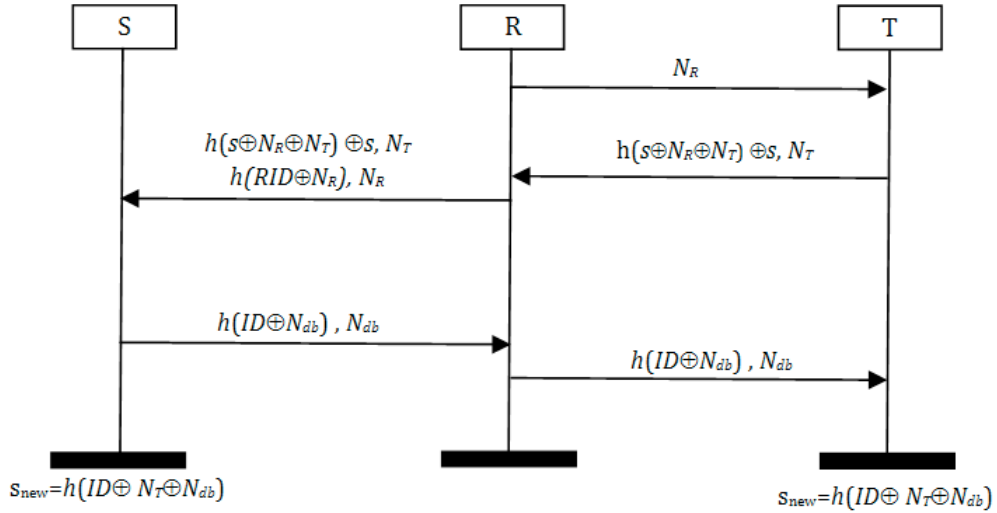 S
R
T
N_R
h(s⊕N_R⊕N_T) ⊕s, N_T
h(RID⊕N_R), N_R
h(s⊕N_R⊕N_T) ⊕s, N_T
h(ID⊕N_db) , N_db
h(ID⊕N_db) , N_db
s_new=h(ID⊕ N_T⊕N_db)
s_new=h(ID⊕ N_T⊕N_db)